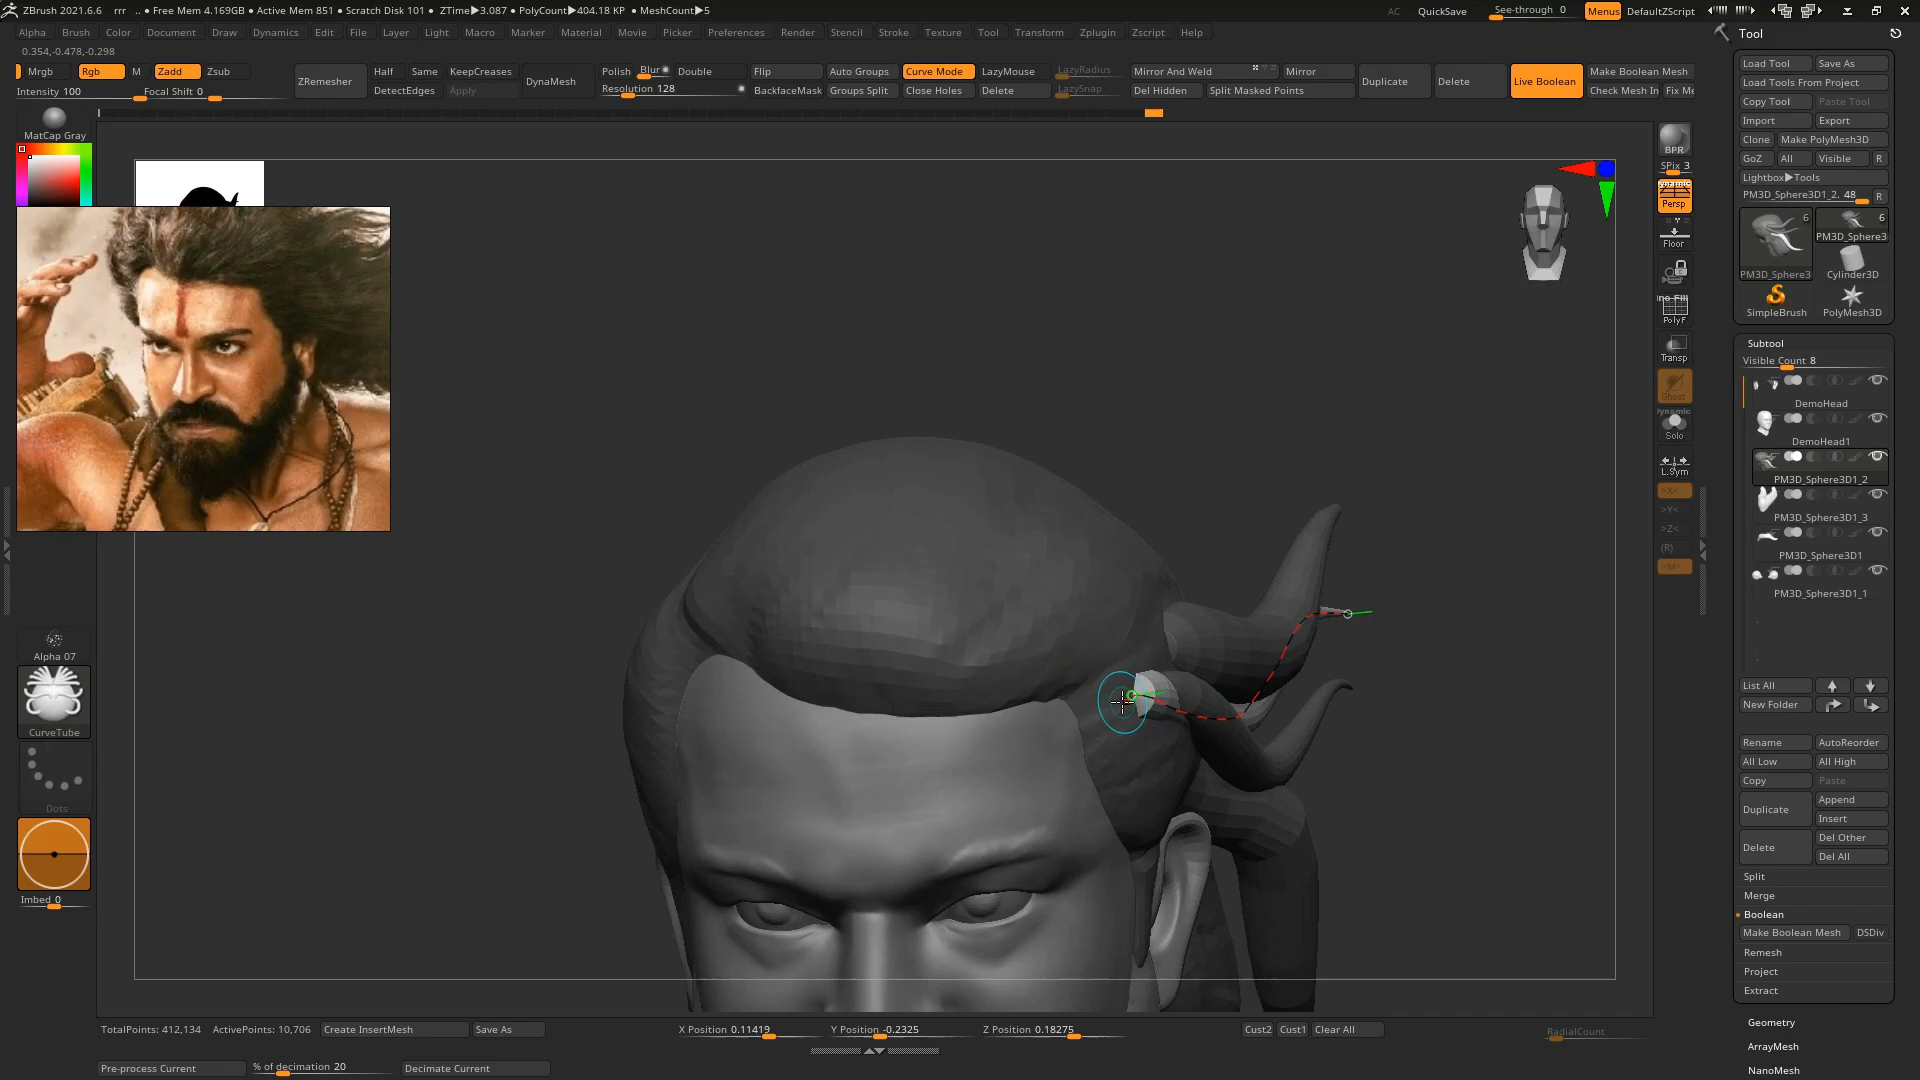 ZBrush 2021.6.6 rrr .. • Free Mem 4.169GB • Active Mem 851 • Scratch Disk 101 • ZTime▶3.087 • PolyCount▶404.18 KP • MeshCount▶5 AC QuickSave See-through 0 Menus DefaultZScript
Alpha Brush Color Document Draw Dynamics Edit File Layer Light Macro Marker Material Movie Picker Preferences Render Stencil Stroke Texture Tool Transform Zplugin Zscript Help
0.354,-0.478,-0.298
Mrgb Rgb M Zadd Zsub ZRemesher Half Same KeepCreases DynaMesh Polish Blur Double Flip Auto Groups Curve Mode LazyMouse LazyRadius Mirror And Weld Mirror Duplicate Delete Live Boolean Make Boolean Mesh
Intensity 100 Focal Shift 0 DetectEdges Apply Resolution 128 BackfaceMask Groups Split Close Holes Delete LazySnap Del Hidden Split Masked Points Check Mesh In Fix Me
MatCap Gray
Alpha 07
CurveTube
Dots
Imbed 0
BPR
SPix 3
Persp
Floor
PolyF
Transp
Ghost
Dynamic
Solo
L.Sym
>X<
>Y<
>Z<
(R)
>M<
Tool
Load Tool Save As
Load Tools From Project
Copy Tool Paste Tool
Import Export
Clone Make PolyMesh3D
GoZ All Visible R
Lightbox▶Tools
PM3D_Sphere3D1_2. 48 R
6 6
PM3D_Sphere3
PM3D_Sphere3 Cylinder3D
SimpleBrush PolyMesh3D
Subtool
Visible Count 8
DemoHead
DemoHead1
PM3D_Sphere3D1_2
PM3D_Sphere3D1_3
PM3D_Sphere3D1
PM3D_Sphere3D1_1
List All
New Folder
Rename AutoReorder
All Low All High
Copy Paste
Duplicate Append
Insert
Delete Del Other
Del All
Split
Merge
Boolean
Make Boolean Mesh DSDiv
Remesh
Project
Extract
Geometry
ArrayMesh
NanoMesh
TotalPoints: 412,134 ActivePoints: 10,706 Create InsertMesh Save As X Position 0.11419 Y Position -0.2325 Z Position 0.18275 Cust2 Cust1 Clear All RadialCount
Pre-process Current % of decimation 20 Decimate Current